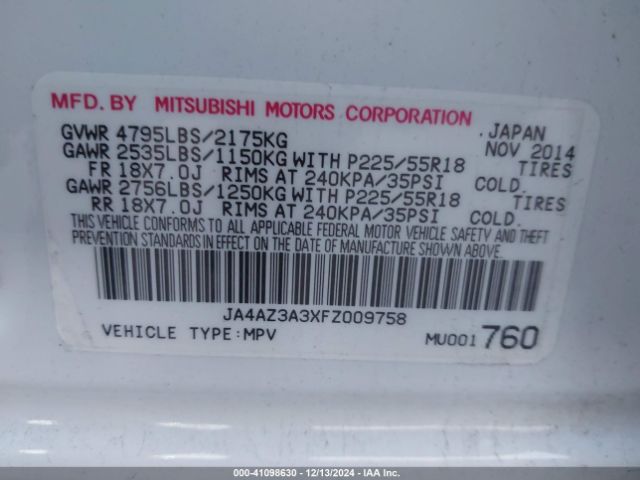 MFD. BY MITSUBISHI MOTORS CORPORATION
JAPAN
GVWR 4795LBS/2175KG NOV 2014
GAWR 2535LBS/1150KG WITH P225/55R18 TIRES
FR 18X7.0J RIMS AT 240KPA/35PSI COLD.
GAWR 2756LBS/1250KG WITH P225/55R18 TIRES
RR 18X7.0J RIMS AT 240KPA/35PSI COLD.
THIS VEHICLE CONFORMS TO ALL APPLICABLE FEDERAL MOTOR VEHICLE SAFETY AND THEFT
PREVENTION STANDARDS IN EFFECT ON THE DATE OF MANUFACTURE SHOWN ABOVE.
JA4AZ3A3XFZ009758
VEHICLE TYPE:MPV MU001 760
000-41098630 - 12/13/2024 - IAA, Inc.